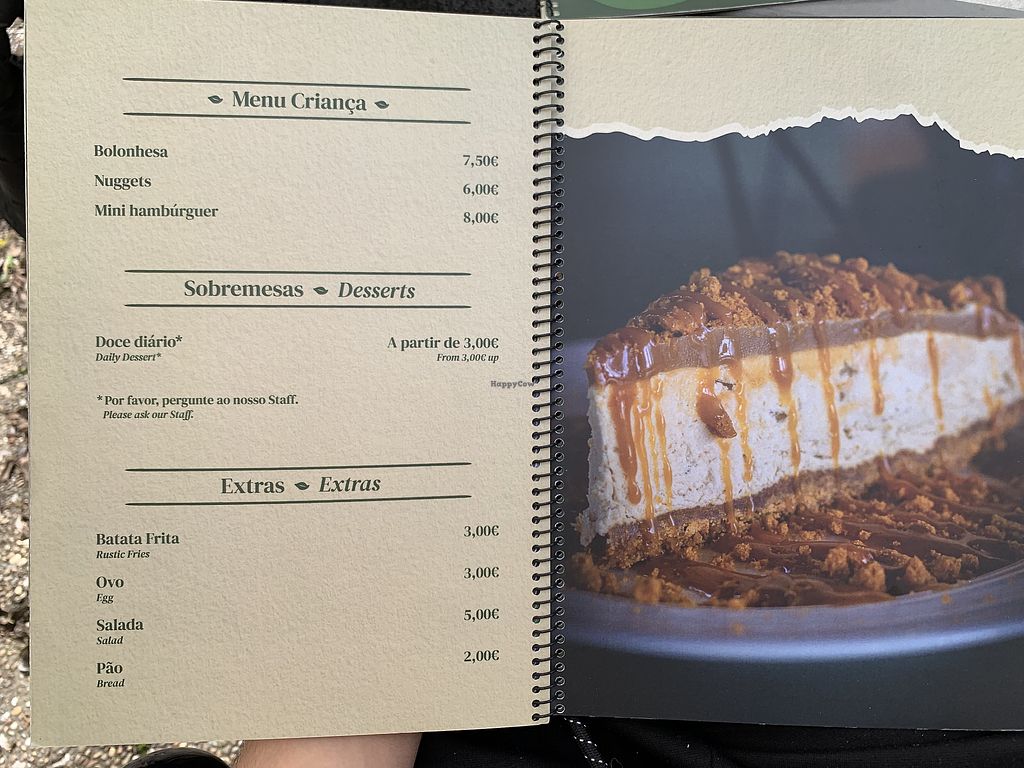 Menu Criança
Bolonhesa 7,50€
Nuggets 6,00€
Mini hambúrguer 8,00€
Sobremesas Desserts
Doce diário* A partir de 3,00€
Daily Dessert* From 3,00€ up
HappyCow
*Por favor, pergunte ao nosso Staff.
Please ask our Staff.
Extras Extras
Batata Frita 3,00€
Rustic Fries
Ovo 3,00€
Egg
Salada 5,00€
Salad
Pão 2,00€
Bread